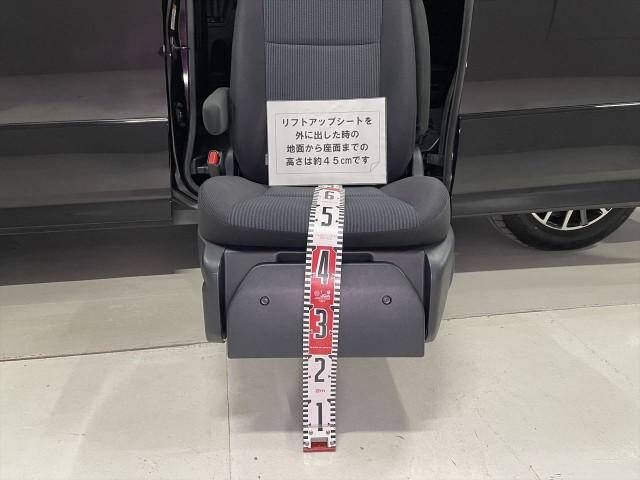 リフトアップシートを
外に出した時の
地面から座面までの
高さは約45cmです
6
5
4
3
2
1